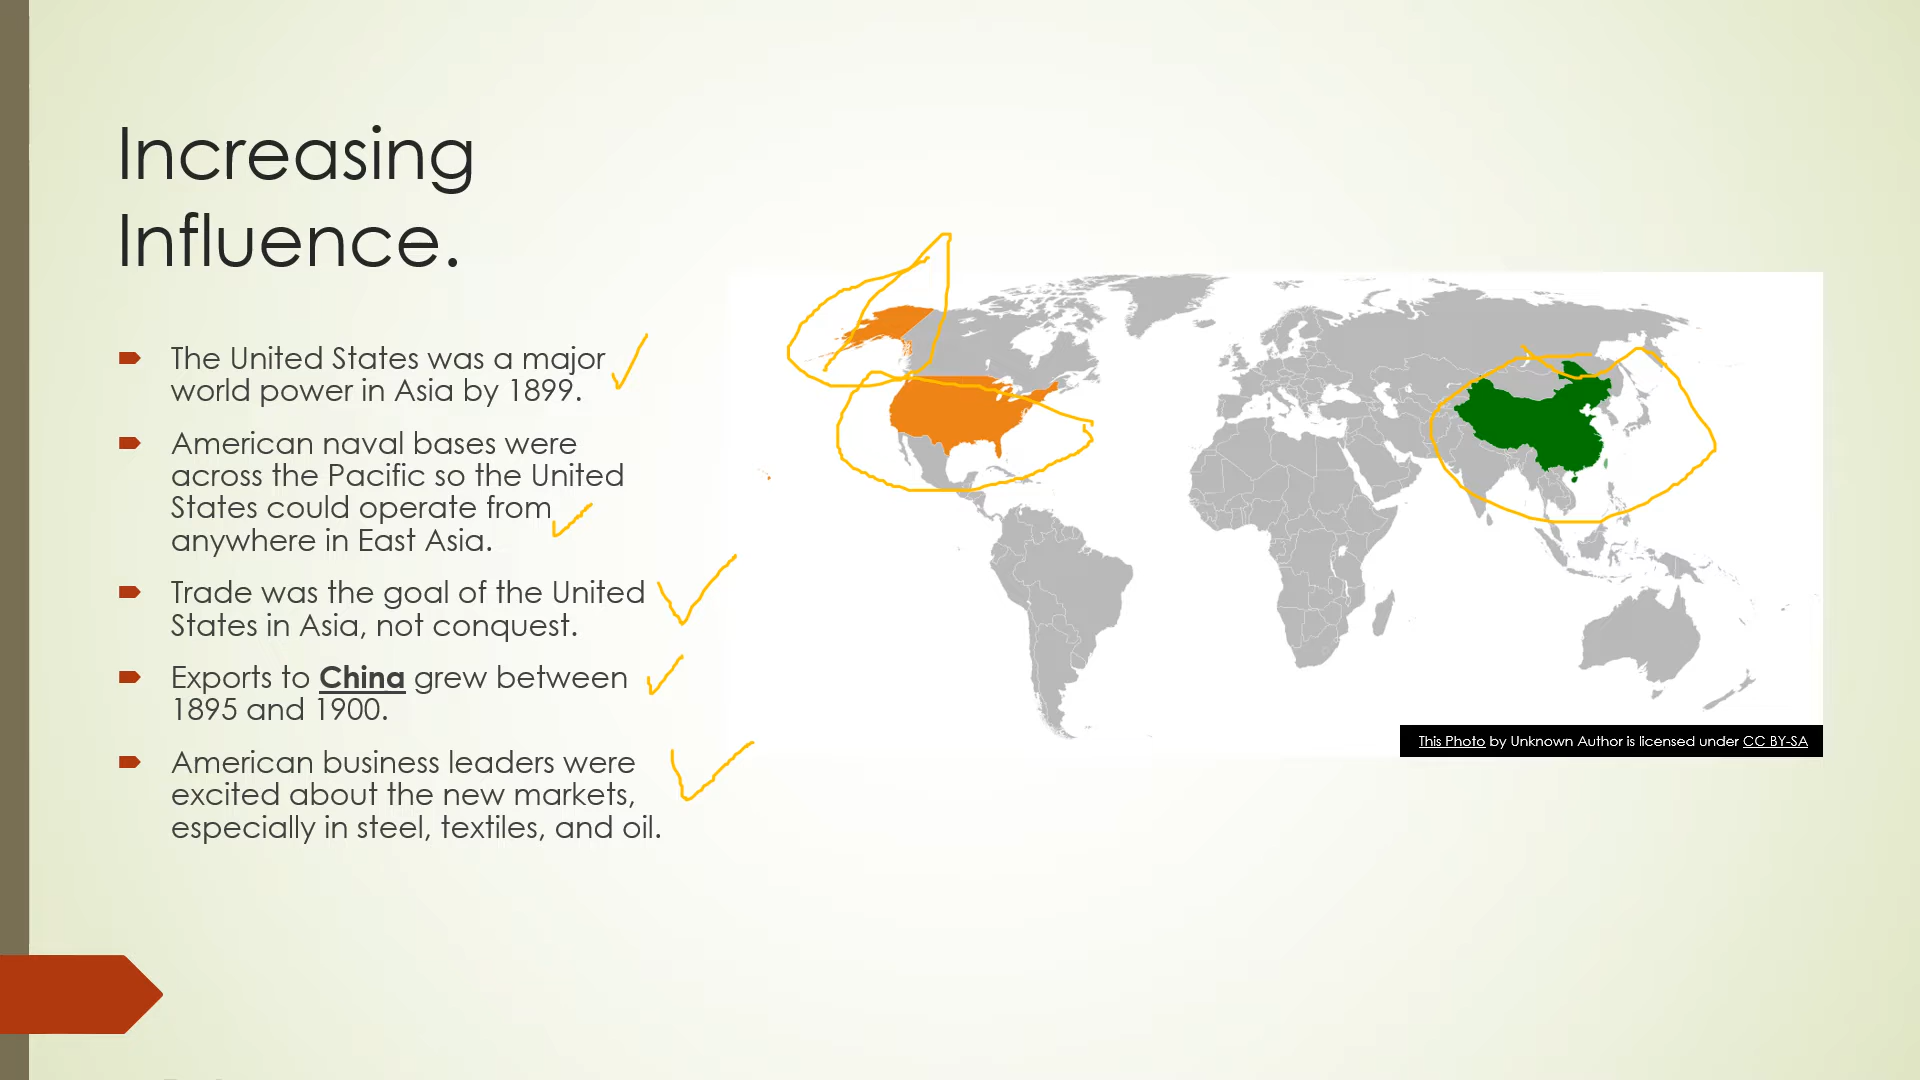 Increasing
Influence.
The United States was a major
world power in Asia by 1899.
American naval bases were
across the Pacific so the United
States could operate from
anywhere in East Asia.
Trade was the goal of the United
States in Asia, not conquest.
Exports to China grew between
1895 and 1900.
American business leaders were
excited about the new markets,
especially in steel, textiles, and oil.
This Photo by Unknown Author is licensed under CC BY-SA